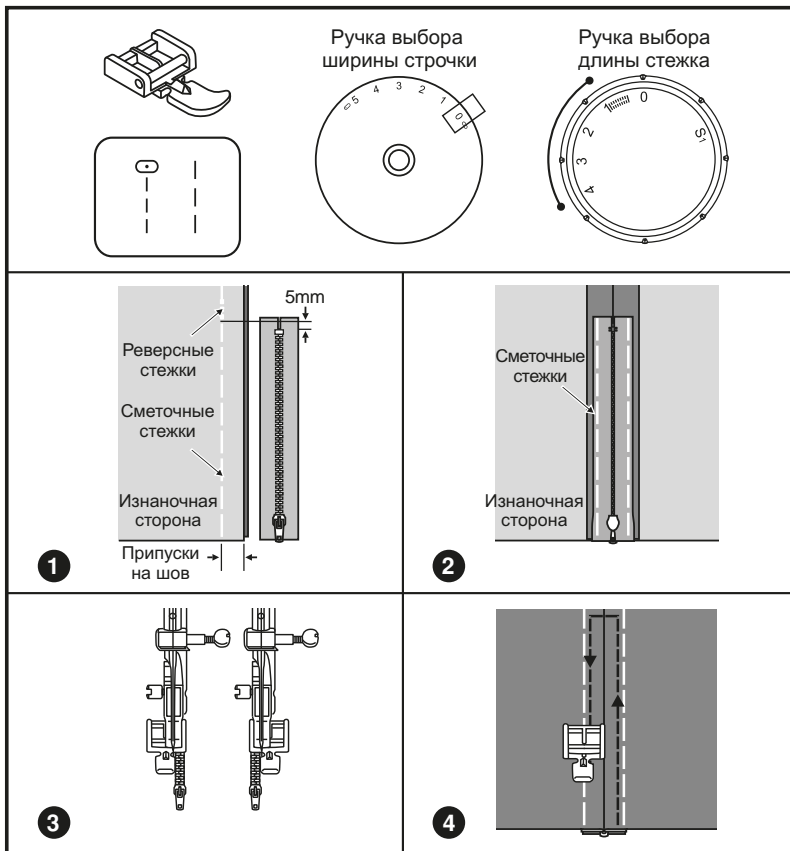 Ручка выбора
ширины строчки
Ручка выбора
длины стежка
5 4 3 2 1 0
0 1 2 3 4 S1
5mm
Реверсные
стежки
Сметочные
стежки
Изнаночная
сторона
Припуски
на шов
1
Сметочные
стежки
Изнаночная
сторона
2
3
4